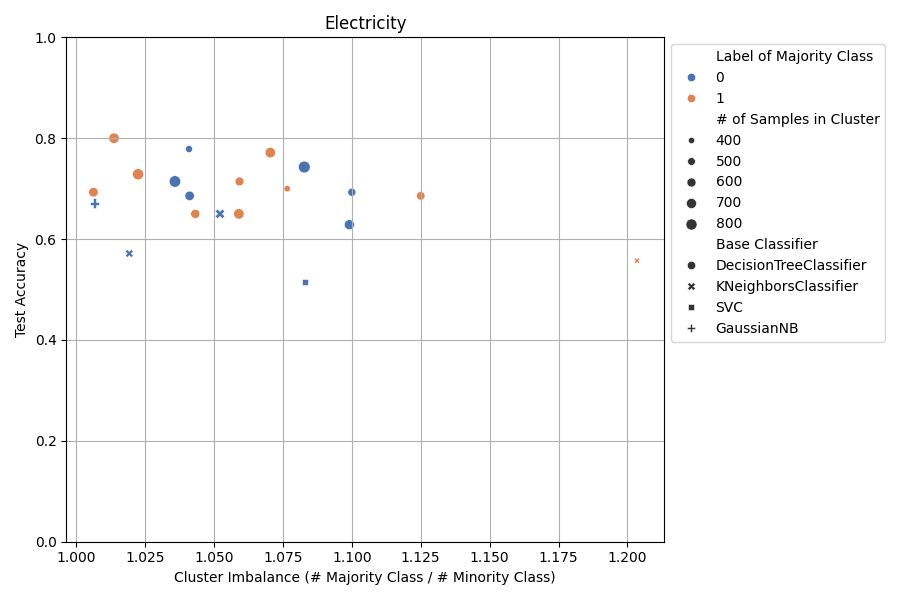 Electricity
1.0
0.8
0.6
0.4
0.2
0.0
Test Accuracy
1.000
1.025
1.050
1.075
1.100
1.125
1.150
1.175
1.200
Cluster Imbalance (# Majority Class / # Minority Class)
Label of Majority Class
0
1
# of Samples in Cluster
400
500
600
700
800
Base Classifier
DecisionTreeClassifier
KNeighborsClassifier
SVC
GaussianNB